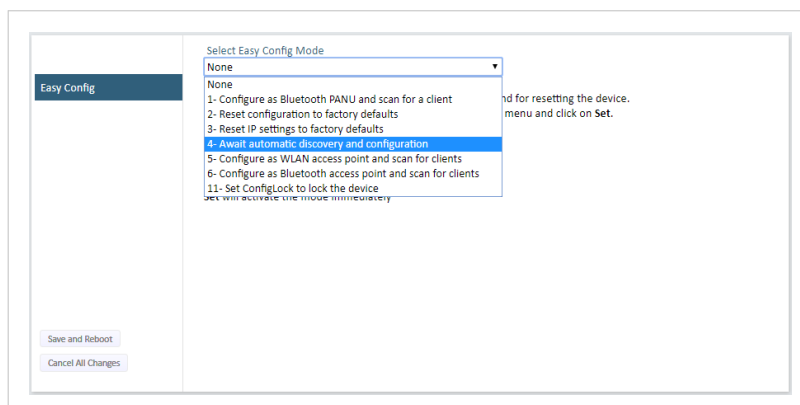 Select Easy Config Mode
None
Easy Config
None
1- Configure as Bluetooth PANU and scan for a client
nd for resetting the device.
2- Reset configuration to factory defaults
menu and click on Set.
3- Reset IP settings to factory defaults
4- Await automatic discovery and configuration
5- Configure as WLAN access point and scan for clients
6- Configure as Bluetooth access point and scan for clients
11- Set ConfigLock to lock the device
Set will activate the mode immediately
Save and Reboot
Cancel All Changes